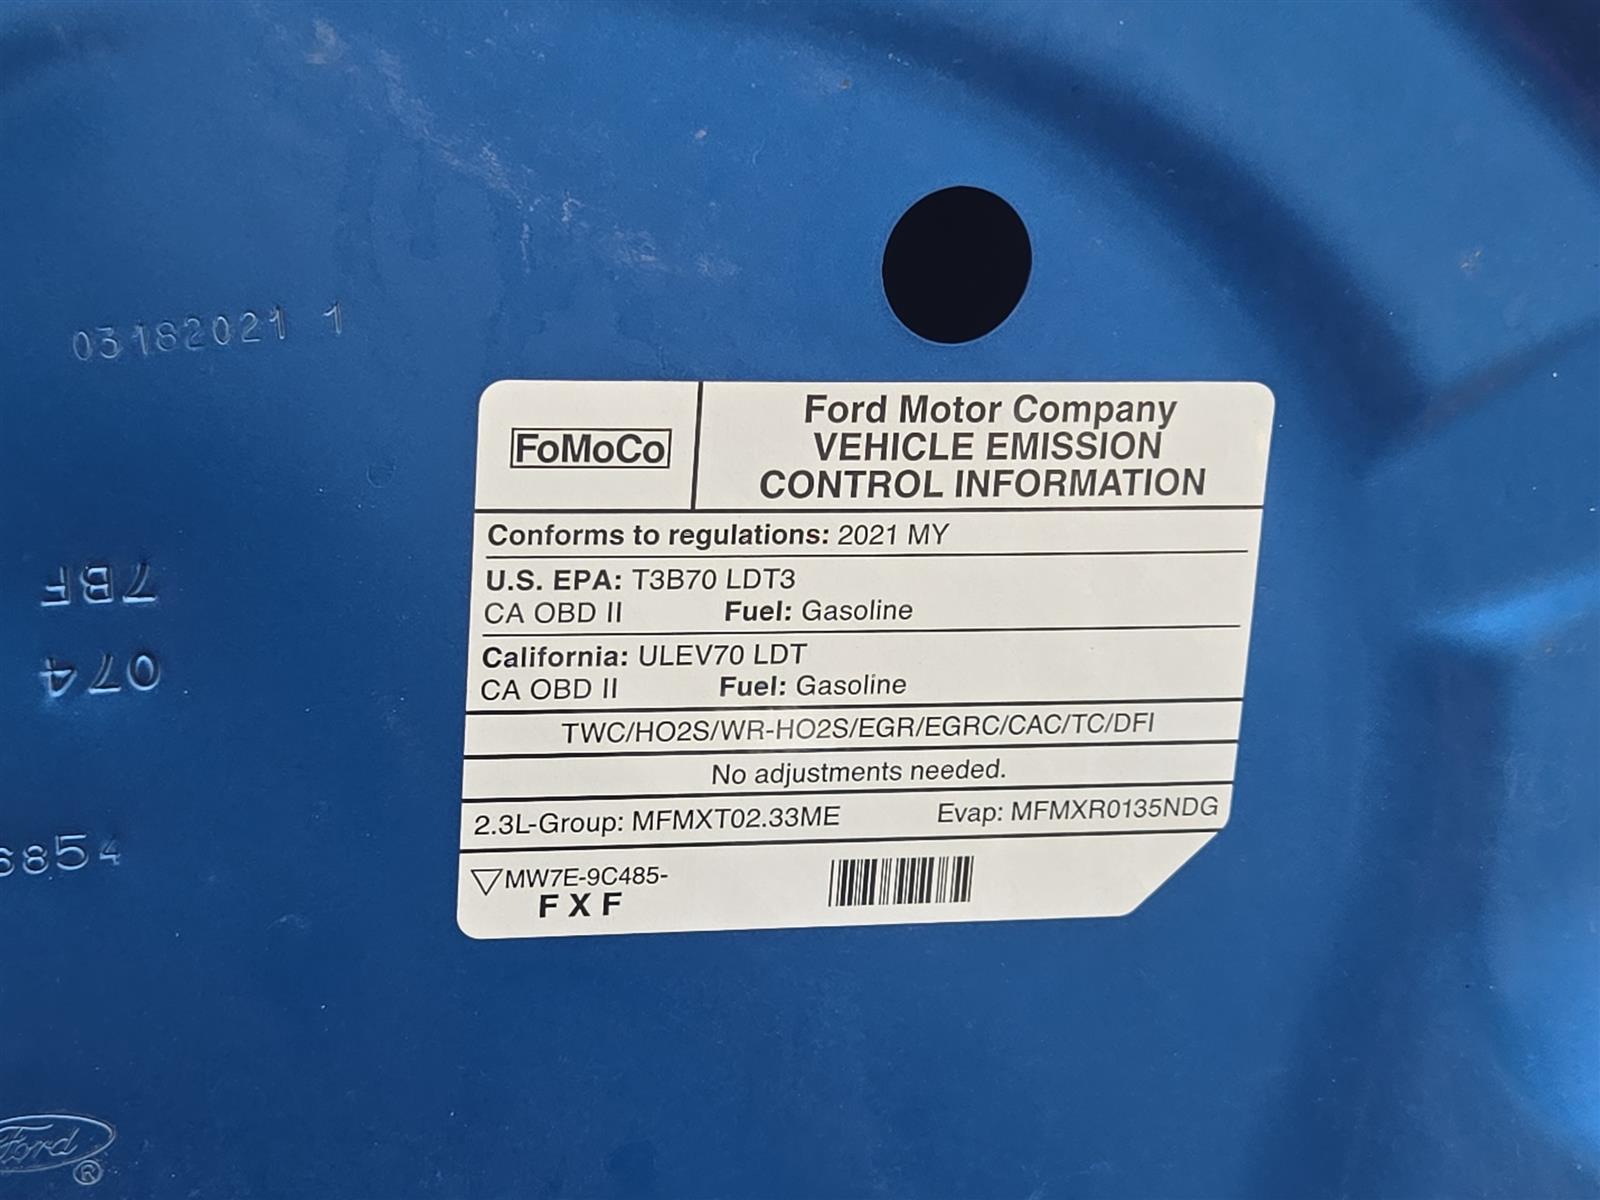 03182021 1
FoMoCo
Ford Motor Company
VEHICLE EMISSION
CONTROL INFORMATION
Conforms to regulations: 2021 MY
U.S. EPA: T3B70 LDT3
CA OBD II Fuel: Gasoline
California: ULEV70 LDT
CA OBD II Fuel: Gasoline
TWC/HO2S/WR-HO2S/EGR/EGRC/CAC/TC/DFI
No adjustments needed.
2.3L-Group: MFMXT02.33ME Evap: MFMXR0135NDG
MW7E-9C485-
F X F
7BF
074
6854
Ford
®